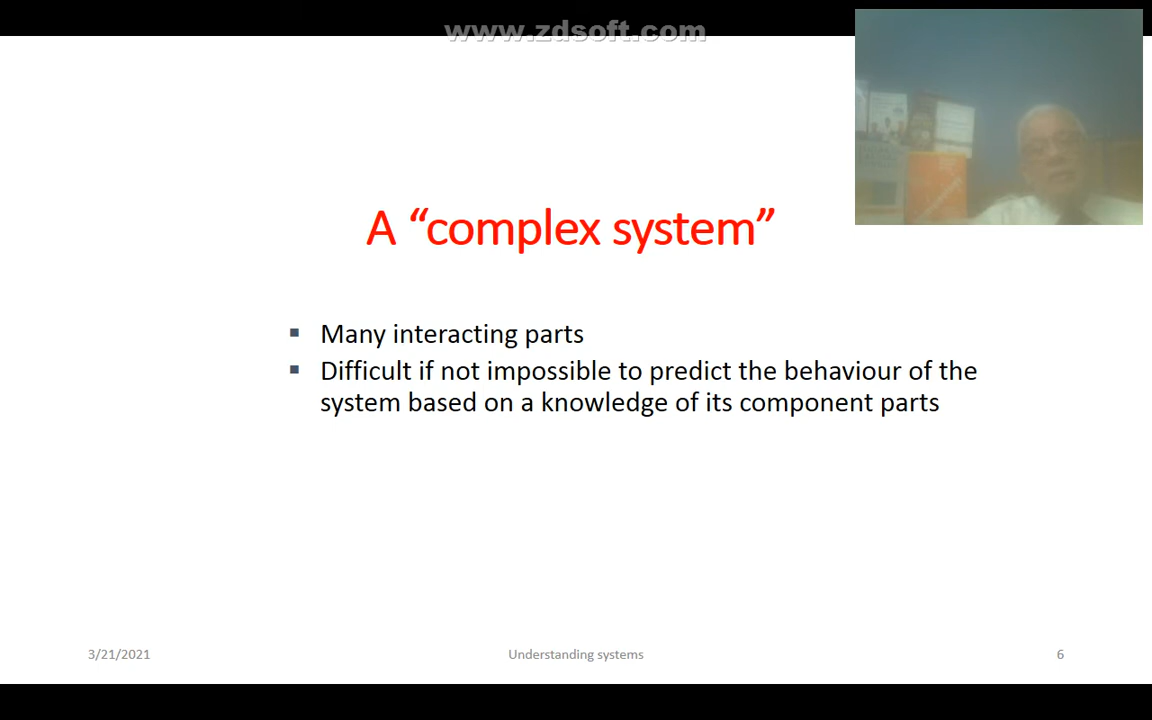 www.zdsoft.com
A “complex system”
▪ Many interacting parts
▪ Difficult if not impossible to predict the behaviour of the
system based on a knowledge of its component parts
3/21/2021
Understanding systems
6